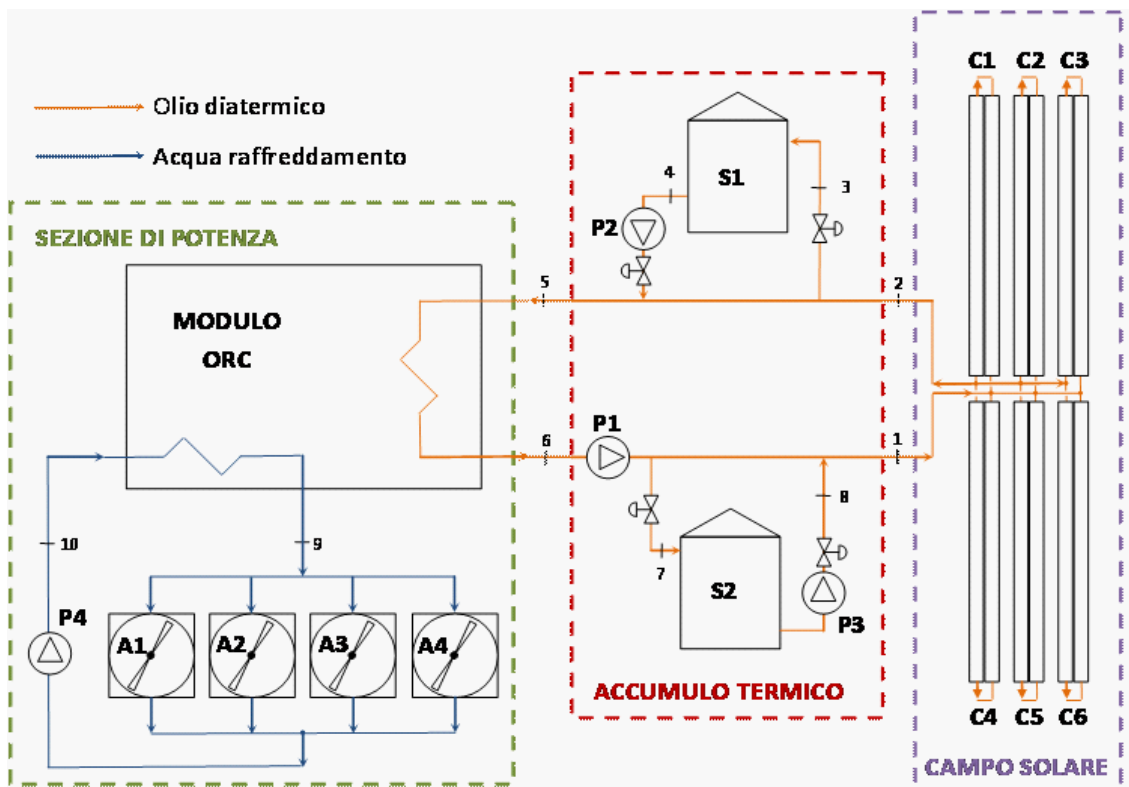 C1 C2 C3
Olio diatermico
Acqua raffreddamento
4
S1
3
P2
SEZIONE DI POTENZA
5
2
MODULO
ORC
P1
6
1
8
10
9
7
S2
P4
A1 A2 A3 A4
P3
ACCUMULO TERMICO
C4 C5 C6
CAMPO SOLARE